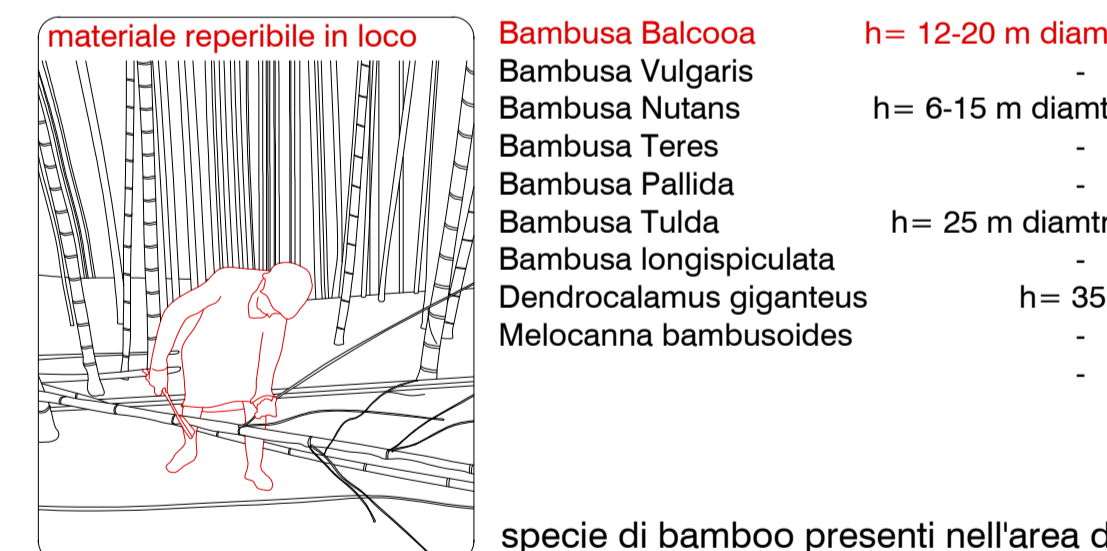 materiale reperibile in loco
Bambusa Balcooa h= 12-20 m diam
Bambusa Vulgaris -
Bambusa Nutans h= 6-15 m diamt
Bambusa Teres -
Bambusa Pallida -
Bambusa Tulda h= 25 m diamtr
Bambusa longispiculata -
Dendrocalamus giganteus h= 35
Melocanna bambusoides -
-
specie di bamboo presenti nell'area d